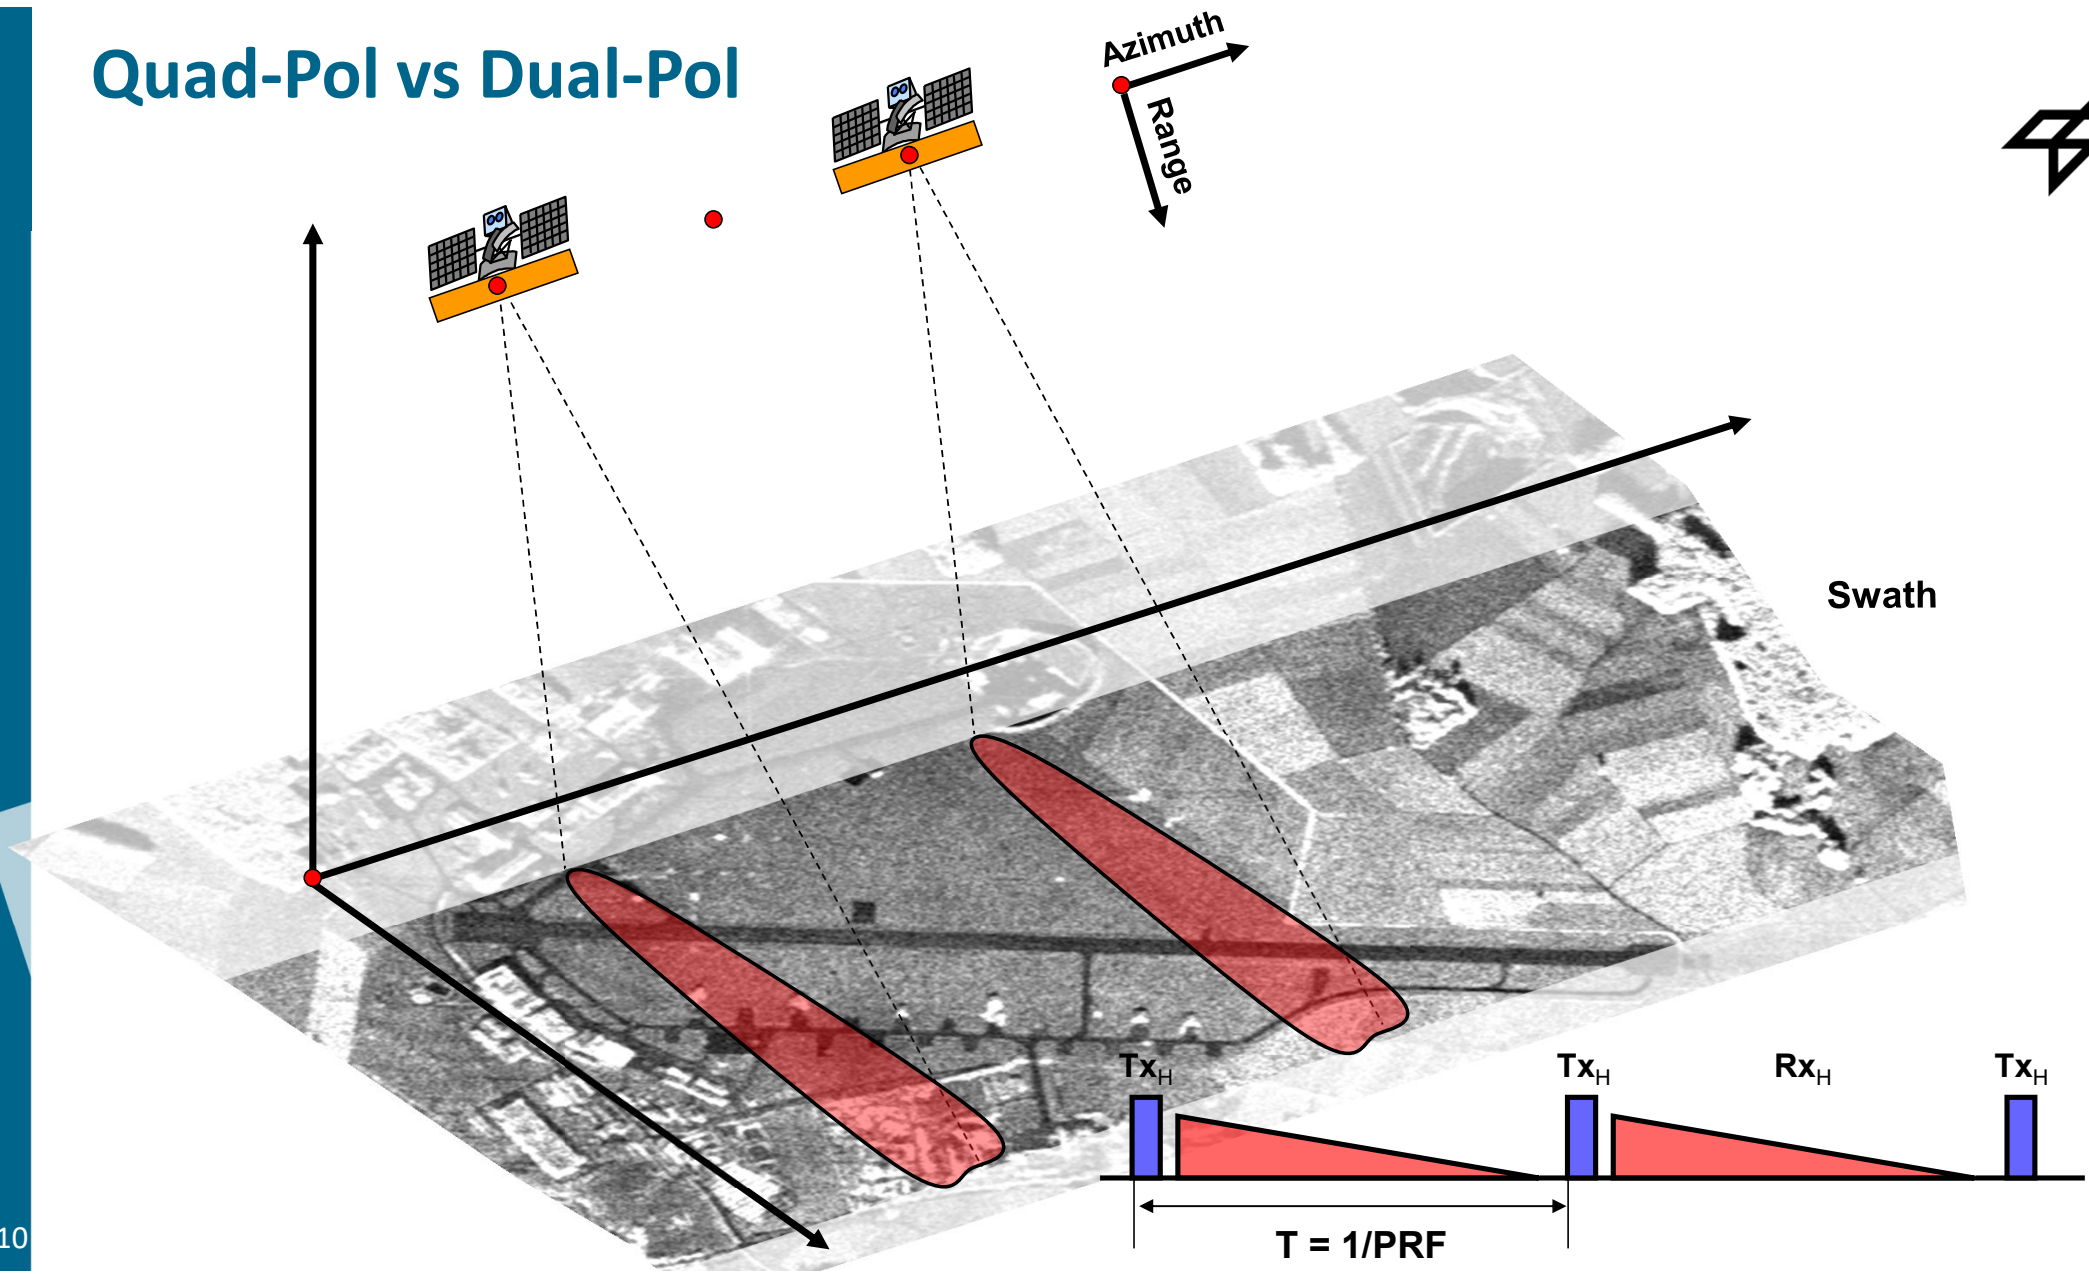 Quad-Pol vs Dual-Pol
Azimuth
Range
Swath
TxH
TxH
RxH
TxH
T = 1/PRF
10